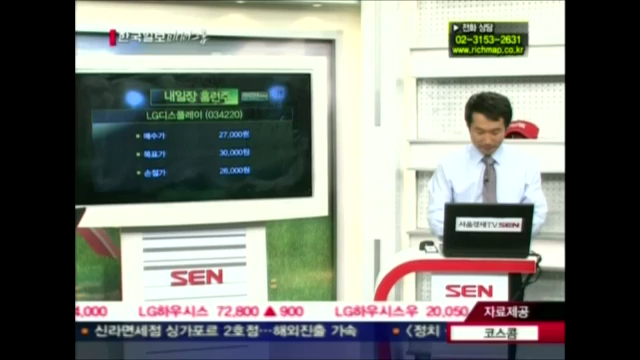 ▶ 전화 상담
02-3153-2631
www.richmap.co.kr
내일장 홈런주
LG디스플레이 (034220)
매수가 27,000원
목표가 30,000원
손절가 26,000원
서울경제TV SEN
SEN
SEN
4,000 LG하우시스 72,800 ▲ 900 LG하우시스우 20,050
자료제공
신라면세점 싱가포르 2호점…해외진출 가속 <정치
코스콤